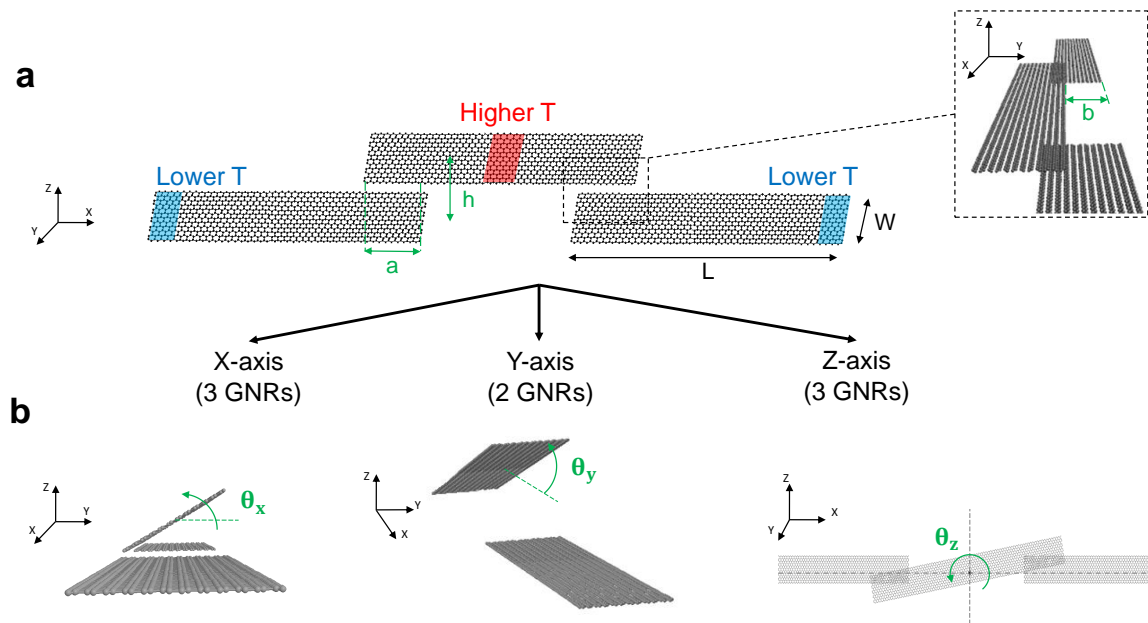 a
Higher T
Lower T
Lower T
Z
X
Y
h
a
L
W
Z
Y
X
b
X-axis
(3 GNRs)
Y-axis
(2 GNRs)
Z-axis
(3 GNRs)
b
Z
Y
X
θx
Z
Y
X
θy
Z
X
Y
θz